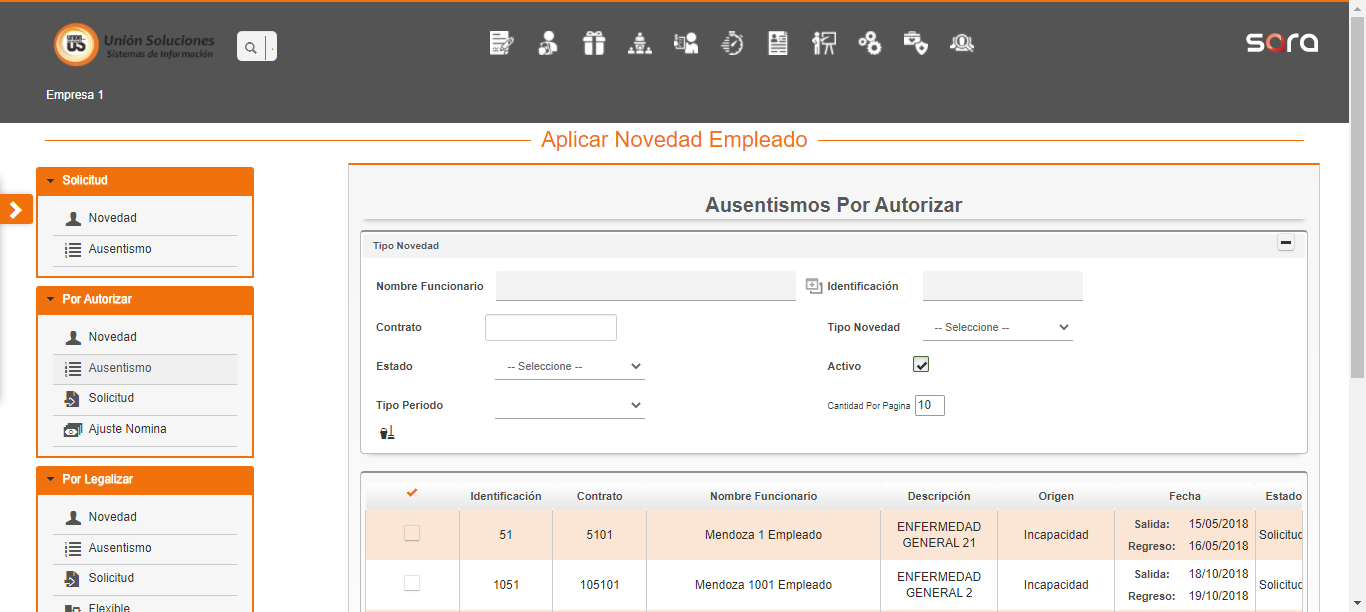 UNION
US
Unión Soluciones
Sistemas de Información
sara
Empresa 1
Aplicar Novedad Empleado
Solicitud
Novedad
Ausentismo
Por Autorizar
Novedad
Ausentismo
Solicitud
Ajuste Nomina
Por Legalizar
Novedad
Ausentismo
Solicitud
Flexible
Ausentismos Por Autorizar
Tipo Novedad
Nombre Funcionario
Identificación
Contrato
Tipo Novedad -- Seleccione --
Estado -- Seleccione --
Activo
Tipo Periodo
Cantidad Por Pagina 10
Identificación Contrato Nombre Funcionario Descripción Origen Fecha Estado
51 5101 Mendoza 1 Empleado ENFERMEDAD GENERAL 21 Incapacidad Salida: 15/05/2018 Regreso: 16/05/2018 Solicitud
1051 105101 Mendoza 1001 Empleado ENFERMEDAD GENERAL 2 Incapacidad Salida: 18/10/2018 Regreso: 19/10/2018 Solicitud